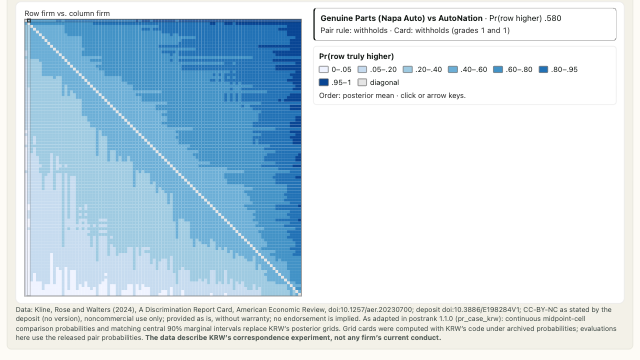 Row firm vs. column firm
Genuine Parts (Napa Auto) vs AutoNation · Pr(row higher) .580
Pair rule: withholds · Card: withholds (grades 1 and 1)
Pr(row truly higher)
0–.05 .05–.20 .20–.40 .40–.60 .60–.80 .80–.95
.95–1 diagonal
Order: posterior mean · click or arrow keys.
Data: Kline, Rose and Walters (2024), A Discrimination Report Card, American Economic Review, doi:10.1257/aer.20230700; deposit doi:10.3886/E198284V1; CC-BY-NC as stated by the
deposit (no version), noncommercial use only; provided as is, without warranty; no endorsement is implied. As adapted in postrank 1.1.0 (pr_case_krw): continuous midpoint-cell
comparison probabilities and matching central 90% marginal intervals replace KRW's posterior grids. Grid cards were computed with KRW's code under archived probabilities; evaluations
here use the released pair probabilities. The data describe KRW's correspondence experiment, not any firm's current conduct.